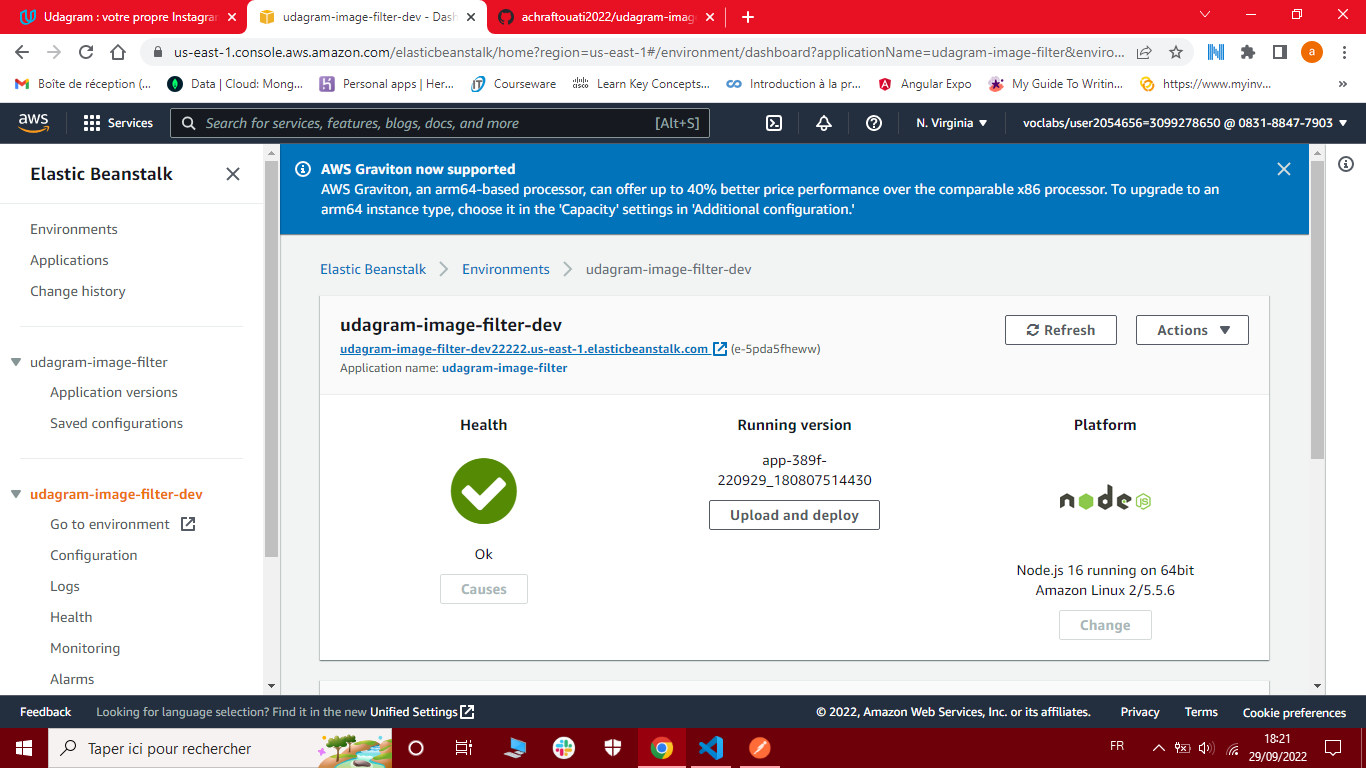 Udagram : votre propre Instagram
udagram-image-filter-dev - Dash
achraftouati2022/udagram-imag
us-east-1.console.aws.amazon.com/elasticbeanstalk/home?region=us-east-1#/environment/dashboard?applicationName=udagram-image-filter&enviro...
a
Boîte de réception (...
Data | Cloud: Mong...
Personal apps | Her...
Courseware
Learn Key Concepts...
Introduction à la pr...
Angular Expo
My Guide To Writin...
https://www.myinv...
»
aws
Services
Search for services, features, blogs, docs, and more
[Alt+S]
N. Virginia
voclabs/user2054656=3099278650 @ 0831-8847-7903
Elastic Beanstalk
Environments
Applications
Change history
udagram-image-filter
Application versions
Saved configurations
udagram-image-filter-dev
Go to environment
Configuration
Logs
Health
Monitoring
Alarms
AWS Graviton now supported
AWS Graviton, an arm64-based processor, can offer up to 40% better price performance over the comparable x86 processor. To upgrade to an
arm64 instance type, choose it in the 'Capacity' settings in 'Additional configuration.'
Elastic Beanstalk
Environments
udagram-image-filter-dev
udagram-image-filter-dev
udagram-image-filter-dev22222.us-east-1.elasticbeanstalk.com (e-5pda5fheww)
Application name: udagram-image-filter
Refresh
Actions
Health
Ok
Causes
Running version
app-389f-
220929_180807514430
Upload and deploy
Platform
node JS
Node.js 16 running on 64bit
Amazon Linux 2/5.5.6
Change
Feedback
Looking for language selection? Find it in the new Unified Settings
© 2022, Amazon Web Services, Inc. or its affiliates.
Privacy
Terms
Cookie preferences
Taper ici pour rechercher
FR
18:21
29/09/2022